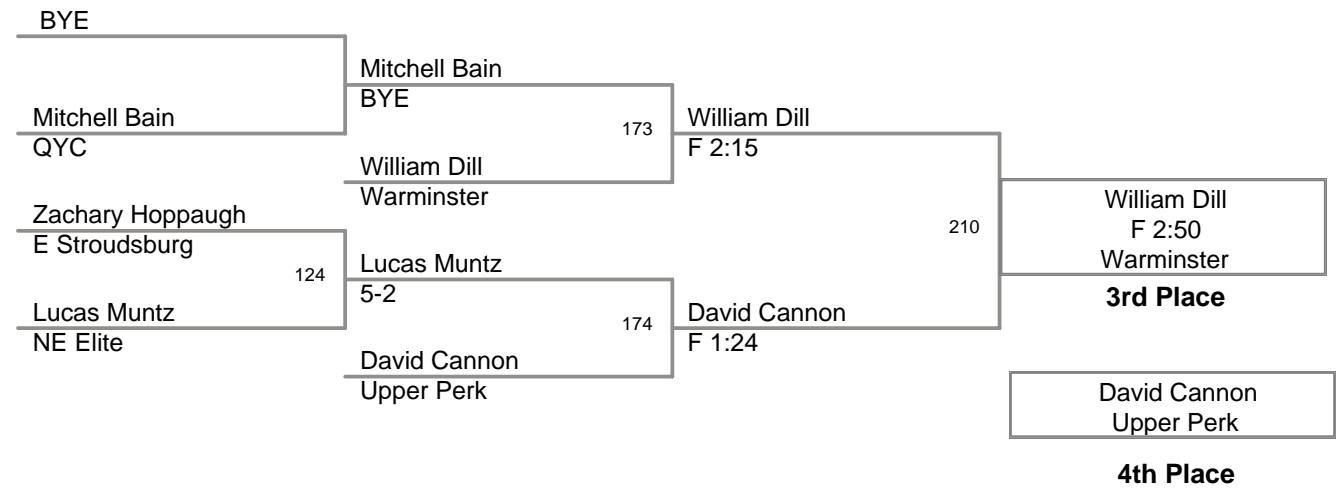 BYE
Mitchell Bain
BYE
Mitchell Bain
QYC
173
William Dill
F 2:15
William Dill
Warminster
Zachary Hoppaugh
E Stroudsburg
210
William Dill
F 2:50
Warminster
3rd Place
124
Lucas Muntz
5-2
Lucas Muntz
NE Elite
174
David Cannon
F 1:24
David Cannon
Upper Perk
David Cannon
Upper Perk
4th Place